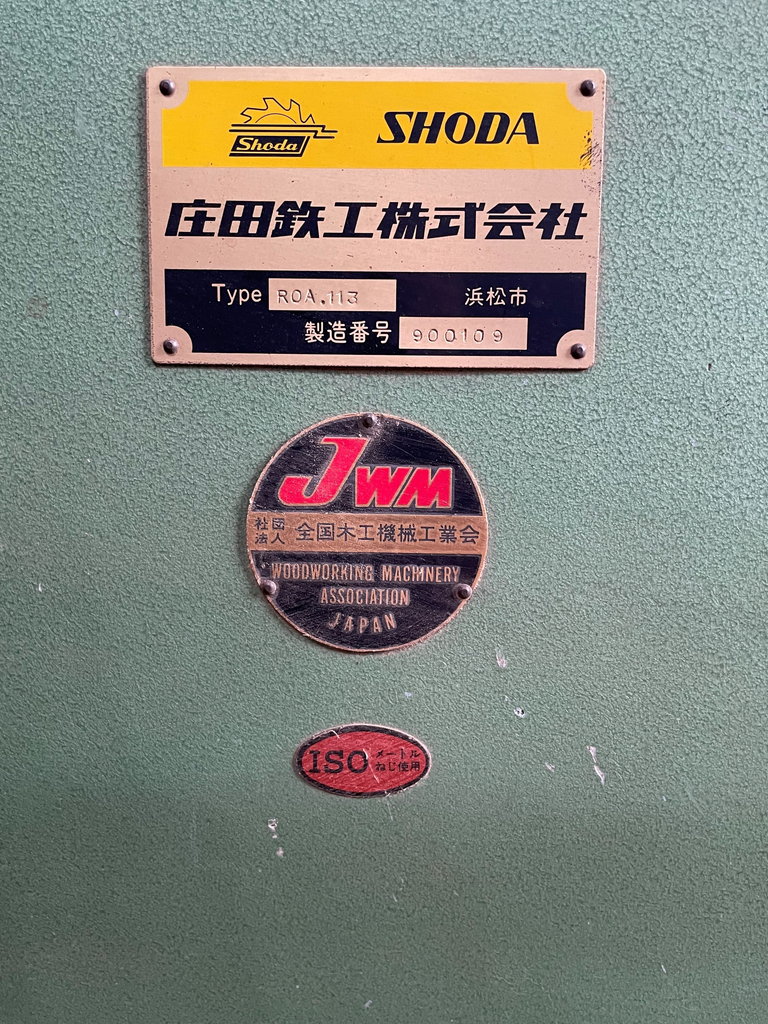 Shoda SHODA
庄田鉄工株式会社
Type ROA.113 浜松市
製造番号 900109
JWM
社団法人 全国木工機械工業会
WOODWORKING MACHINERY
ASSOCIATION
JAPAN
ISO メートルねじ使用